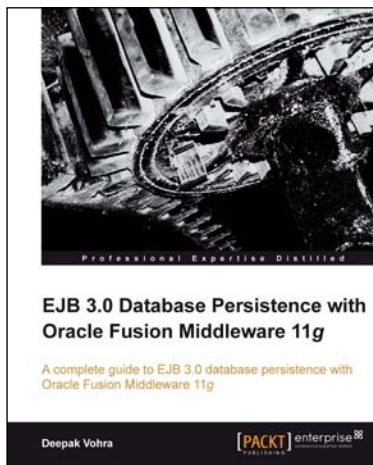 Professional Expertise Distilled
EJB 3.0 Database Persistence with
Oracle Fusion Middleware 11g
A complete guide to EJB 3.0 database persistence with
Oracle Fusion Middleware 11g
Deepak Vohra
[PACKT] enterprise
PUBLISHING